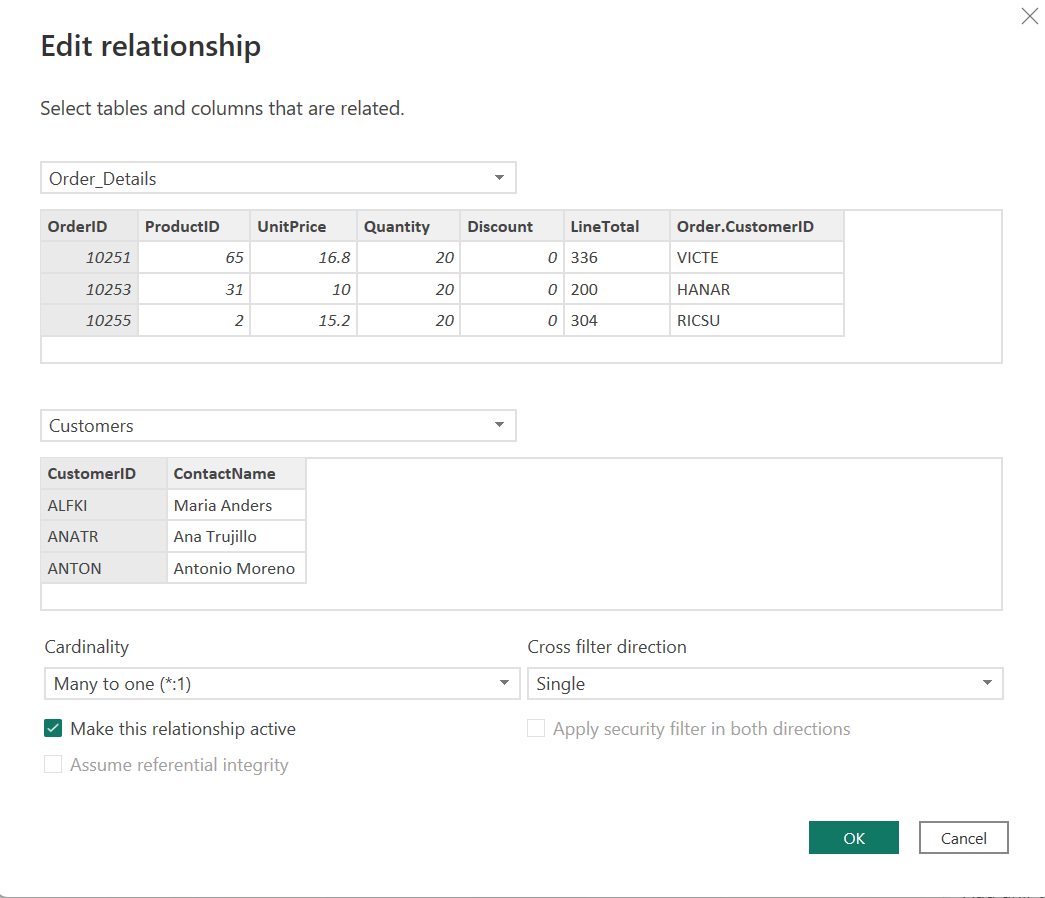 Edit relationship
Select tables and columns that are related.
Order_Details
OrderID ProductID UnitPrice Quantity Discount LineTotal Order.CustomerID
10251 65 16.8 20 0 336 VICTE
10253 31 10 20 0 200 HANAR
10255 2 15.2 20 0 304 RICSU
Customers
CustomerID ContactName
ALFKI Maria Anders
ANATR Ana Trujillo
ANTON Antonio Moreno
Cardinality Cross filter direction
Many to one (*:1) Single
Make this relationship active Apply security filter in both directions
Assume referential integrity
OK Cancel